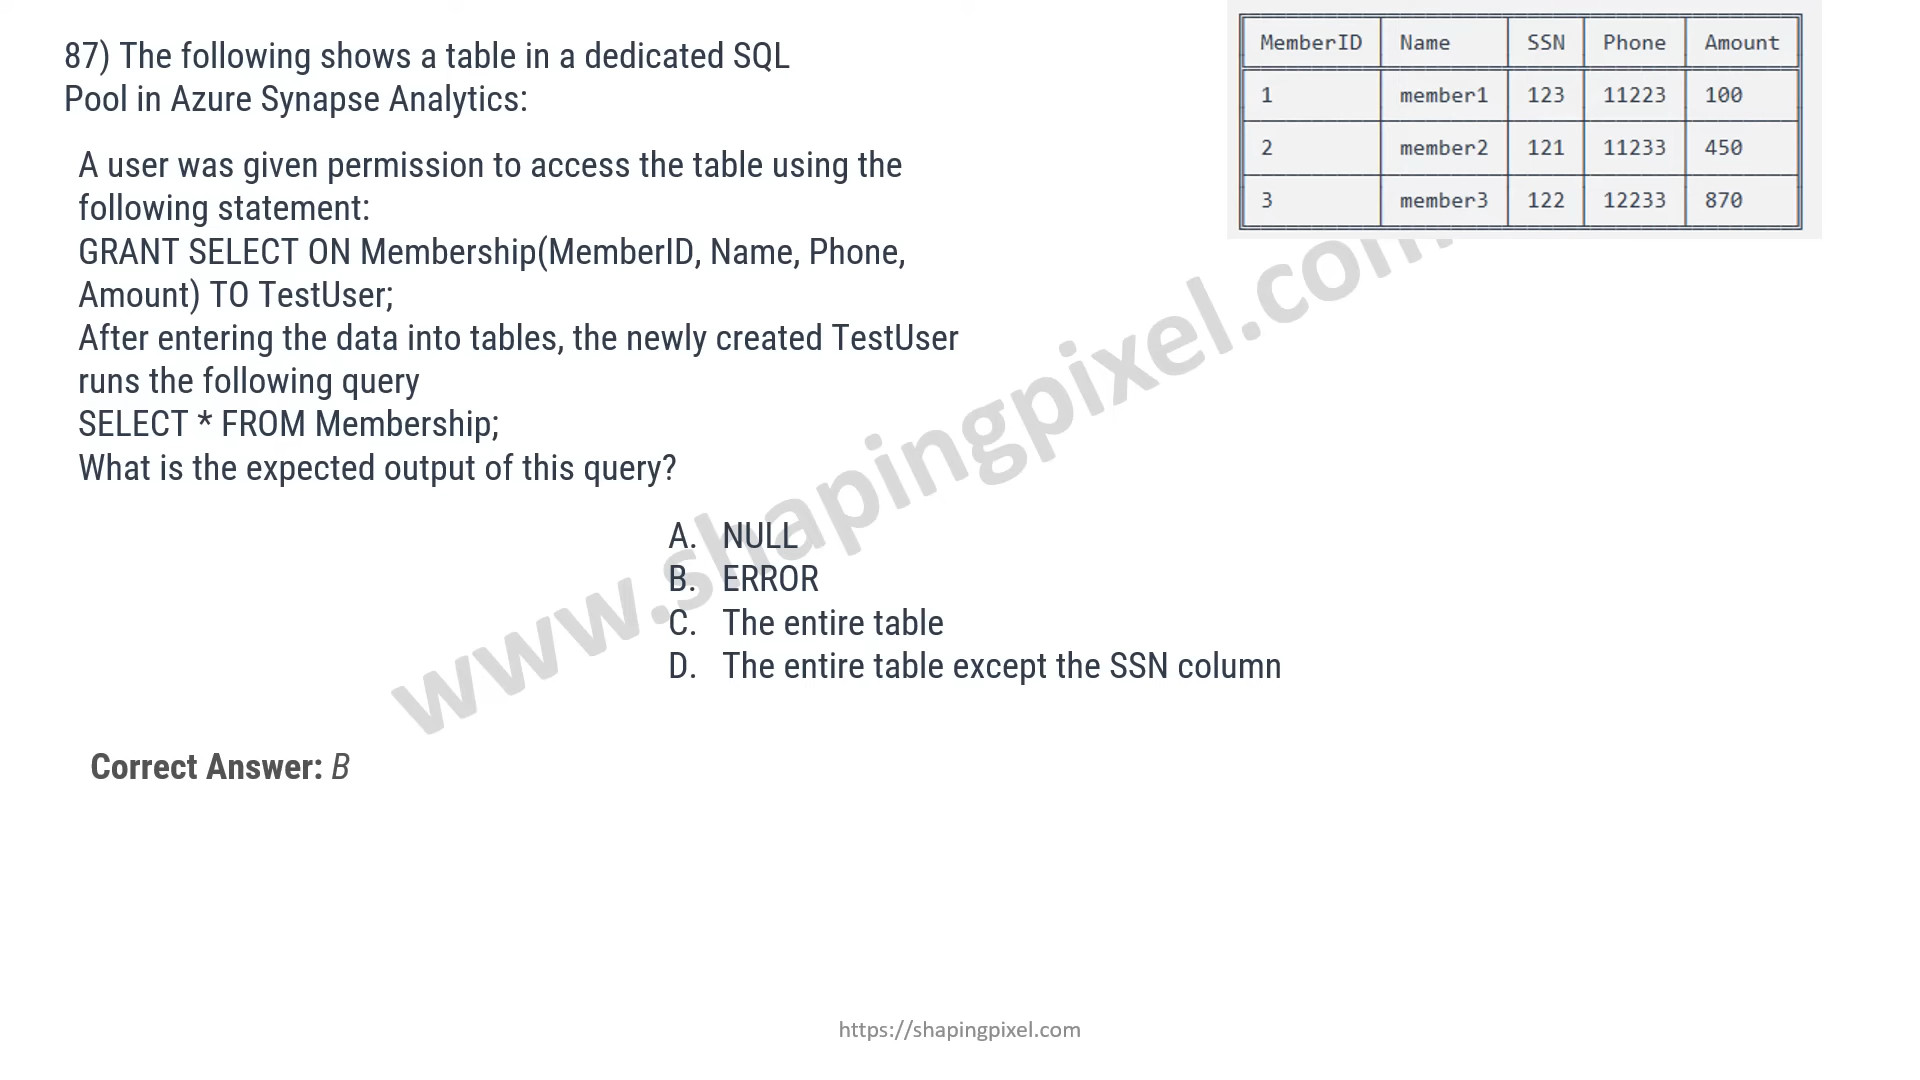 87) The following shows a table in a dedicated SQL
Pool in Azure Synapse Analytics:
MemberID Name SSN Phone Amount
1 member1 123 11223 100
2 member2 121 11233 450
3 member3 122 12233 870
A user was given permission to access the table using the
following statement:
GRANT SELECT ON Membership(MemberID, Name, Phone,
Amount) TO TestUser;
After entering the data into tables, the newly created TestUser
runs the following query
SELECT * FROM Membership;
What is the expected output of this query?
A. NULL
B. ERROR
C. The entire table
D. The entire table except the SSN column
www.shapingpixel.com
Correct Answer: B
https://shapingpixel.com